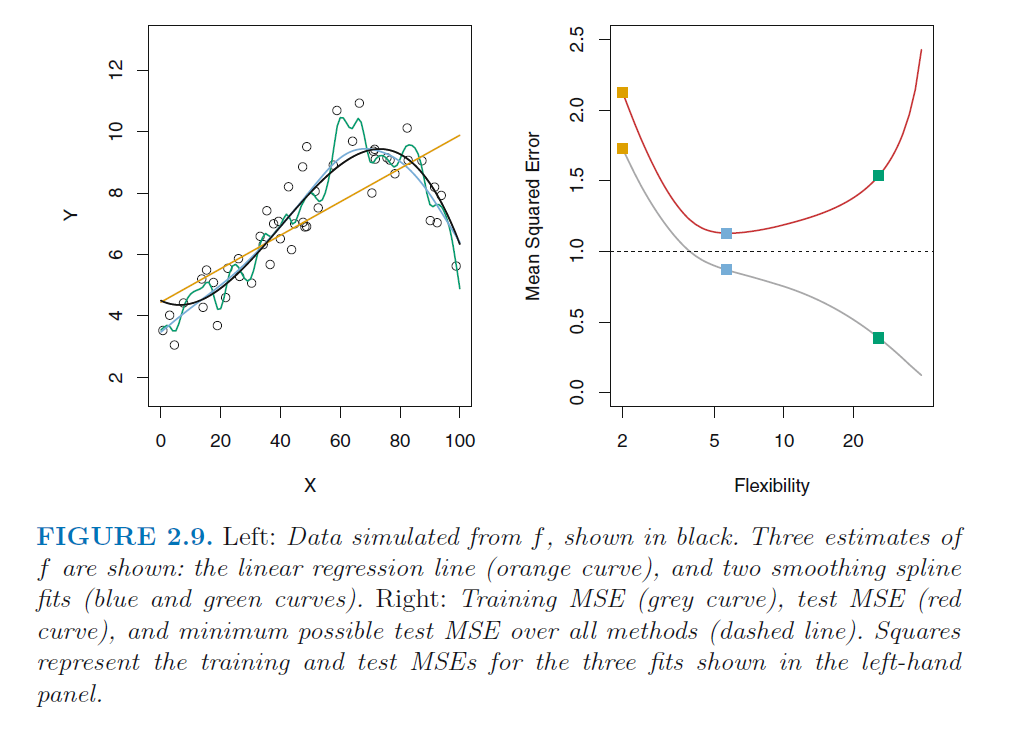 12
10
8
6
4
2
Y
0 20 40 60 80 100
X
2.5
2.0
1.5
1.0
0.5
0.0
Mean Squared Error
2 5 10 20
Flexibility
FIGURE 2.9. Left: Data simulated from f, shown in black. Three estimates of
f are shown: the linear regression line (orange curve), and two smoothing spline
fits (blue and green curves). Right: Training MSE (grey curve), test MSE (red
curve), and minimum possible test MSE over all methods (dashed line). Squares
represent the training and test MSEs for the three fits shown in the left-hand
panel.